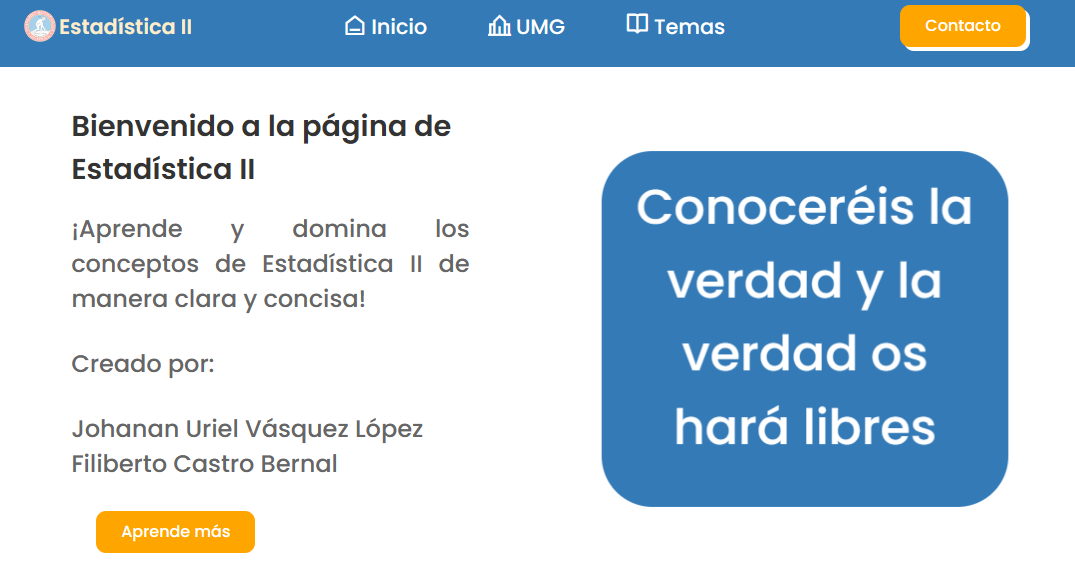 Estadística II
Inicio
UMG
Temas
Contacto
Bienvenido a la página de
Estadística II
¡Aprende y domina los
conceptos de Estadística II de
manera clara y concisa!
Creado por:
Johanan Uriel Vásquez López
Filiberto Castro Bernal
Aprende más
Conoceréis la
verdad y la
verdad os
hará libres